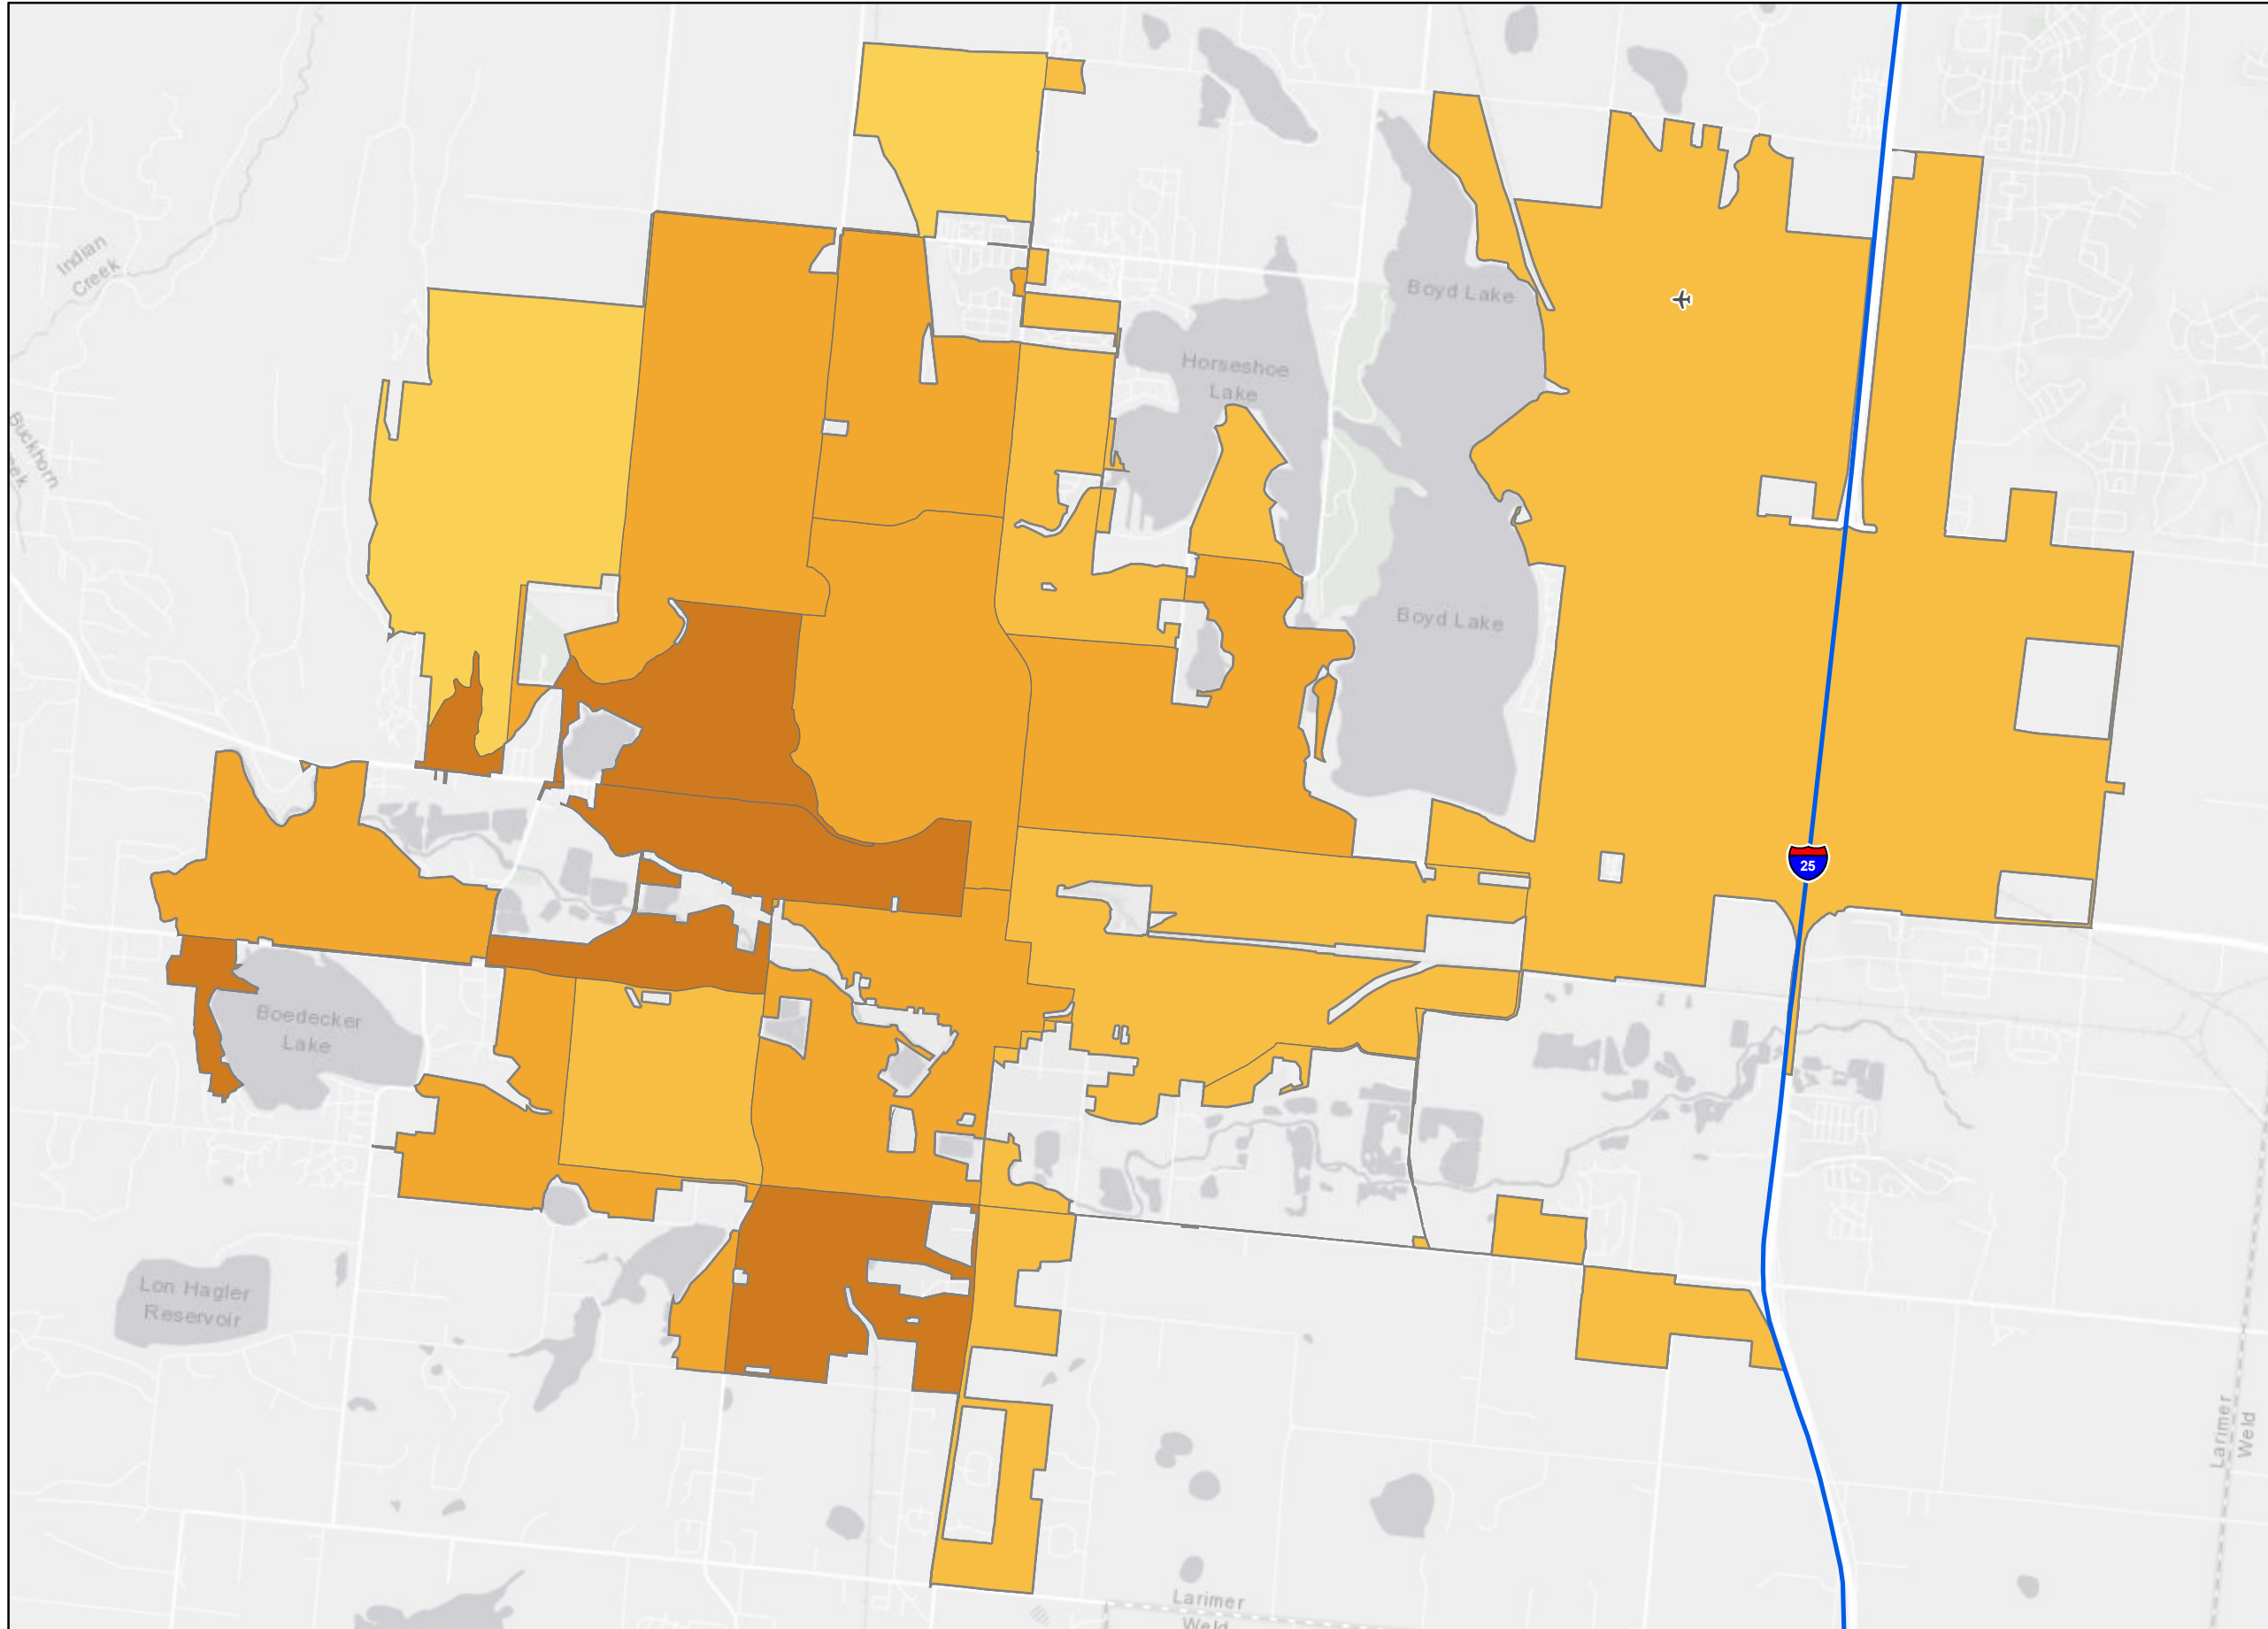 Indian
Creek
Buckhorn
Boyd Lake
Horseshoe
Lake
Boyd Lake
25
Boedecker
Lake
Lon Hagler
Reservoir
Larimer
Weld
Larimer
Weld